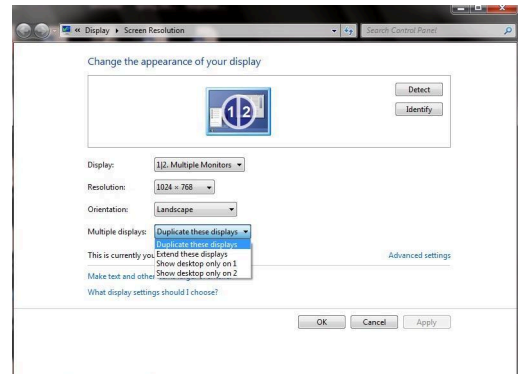 « Display ▸ Screen Resolution
Search Control Panel
Change the appearance of your display
1 2
Detect
Identify
Display: 1|2. Multiple Monitors
Resolution: 1024 × 768
Orientation: Landscape
Multiple displays: Duplicate these displays
Duplicate these displays
This is currently you
Extend these displays
Advanced settings
Show desktop only on 1
Make text and othe
Show desktop only on 2
What display settings should I choose?
OK Cancel Apply